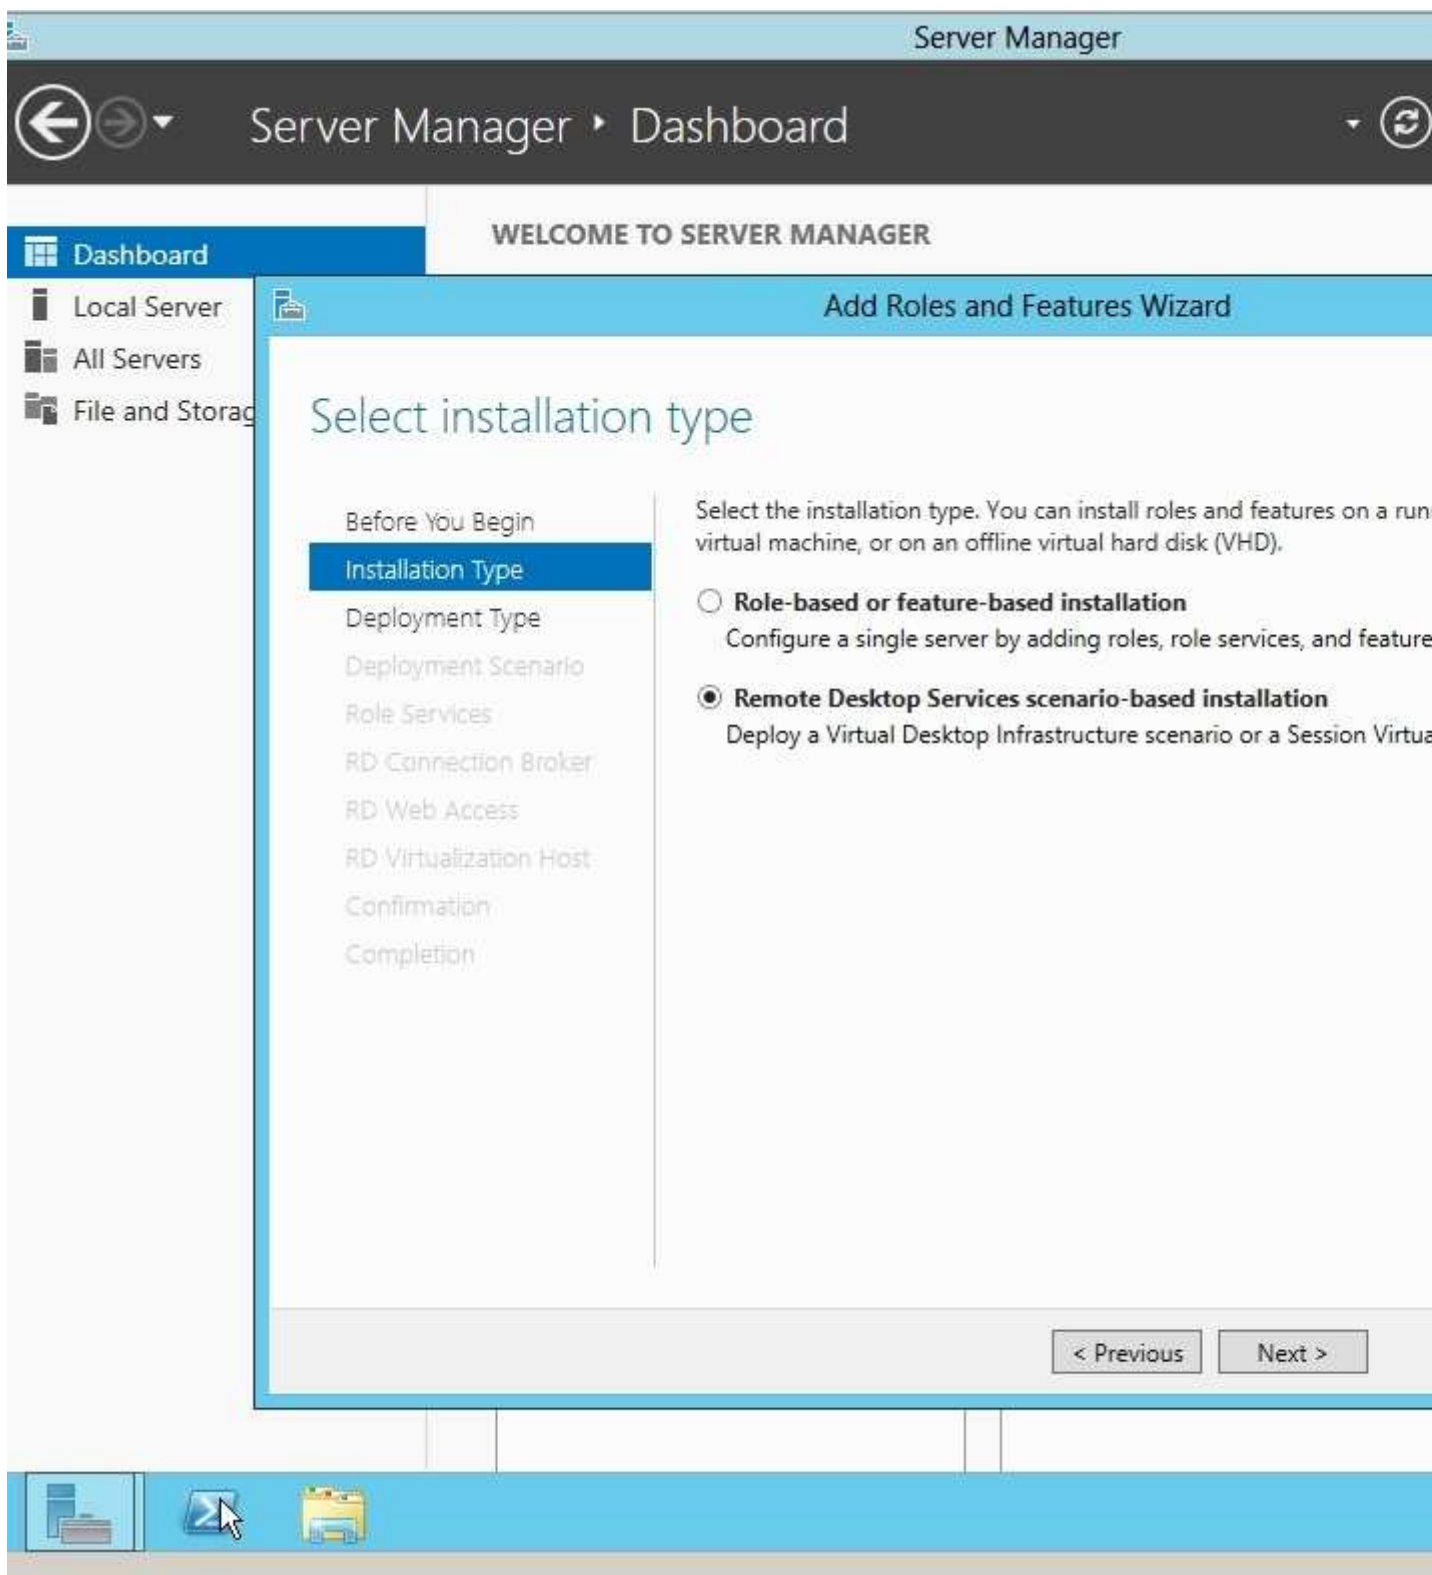 Server Manager
Server Manager • Dashboard
Dashboard
Local Server
All Servers
File and Storag
WELCOME TO SERVER MANAGER
Add Roles and Features Wizard
Select installation type
Before You Begin
Installation Type
Deployment Type
Deployment Scenario
Role Services
RD Connection Broker
RD Web Access
RD Virtualization Host
Confirmation
Completion
Select the installation type. You can install roles and features on a run
virtual machine, or on an offline virtual hard disk (VHD).
Role-based or feature-based installation
Configure a single server by adding roles, role services, and feature
Remote Desktop Services scenario-based installation
Deploy a Virtual Desktop Infrastructure scenario or a Session Virtua
< Previous
Next >